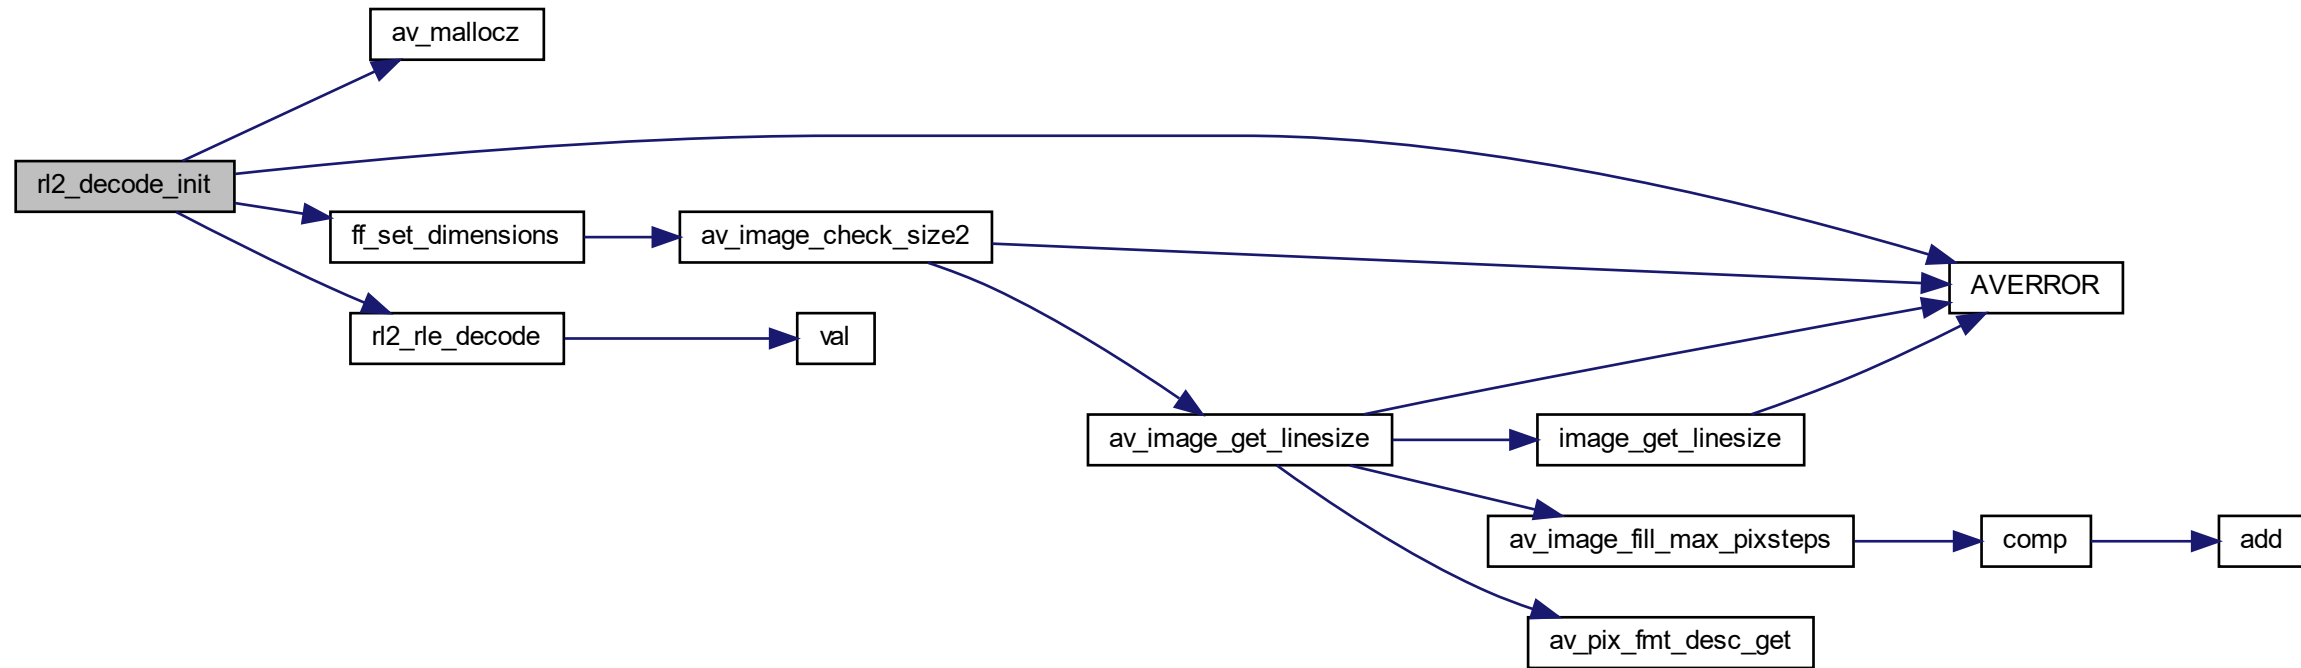 av_mallocz
rl2_decode_init
ff_set_dimensions
av_image_check_size2
AVERROR
rl2_rle_decode
val
av_image_get_linesize
image_get_linesize
av_image_fill_max_pixsteps
comp
add
av_pix_fmt_desc_get